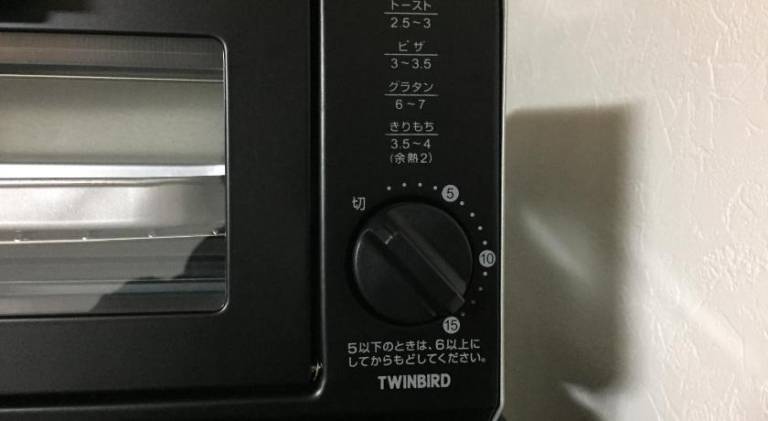 トースト
2.5~3
ピザ
3~3.5
グラタン
6~7
きりもち
3.5~4
(余熱2)
切
5
10
15
5以下のときは、6以上に
してからもどしてください。
TWINBIRD